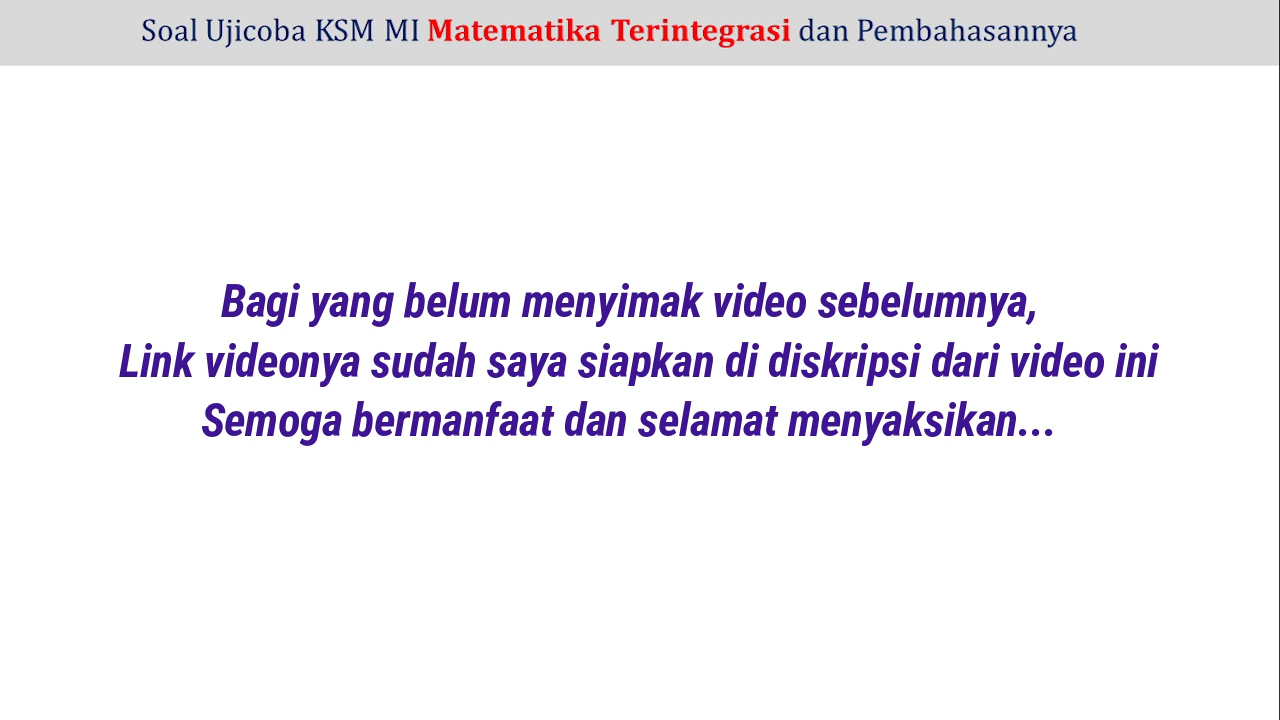 Soal Ujicoba KSM MI Matematika Terintegrasi dan Pembahasannya
Bagi yang belum menyimak video sebelumnya,
Link videonya sudah saya siapkan di diskripsi dari video ini
Semoga bermanfaat dan selamat menyaksikan...